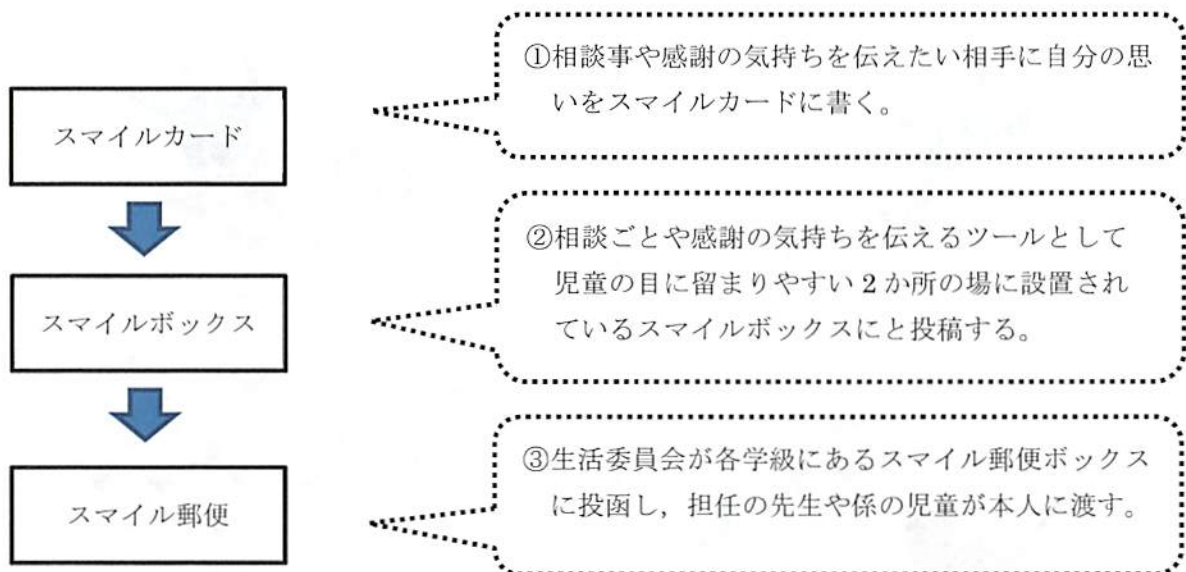 スマイルカード
①相談事や感謝の気持ちを伝えたい相手に自分の思
いをスマイルカードに書く。
スマイルボックス
②相談ごとや感謝の気持ちを伝えるツールとして
児童の目に留まりやすい2か所の場に設置され
ているスマイルボックスにと投稿する。
スマイル郵便
③生活委員会が各学級にあるスマイル郵便ボックス
に投函し，担任の先生や係の児童が本人に渡す。